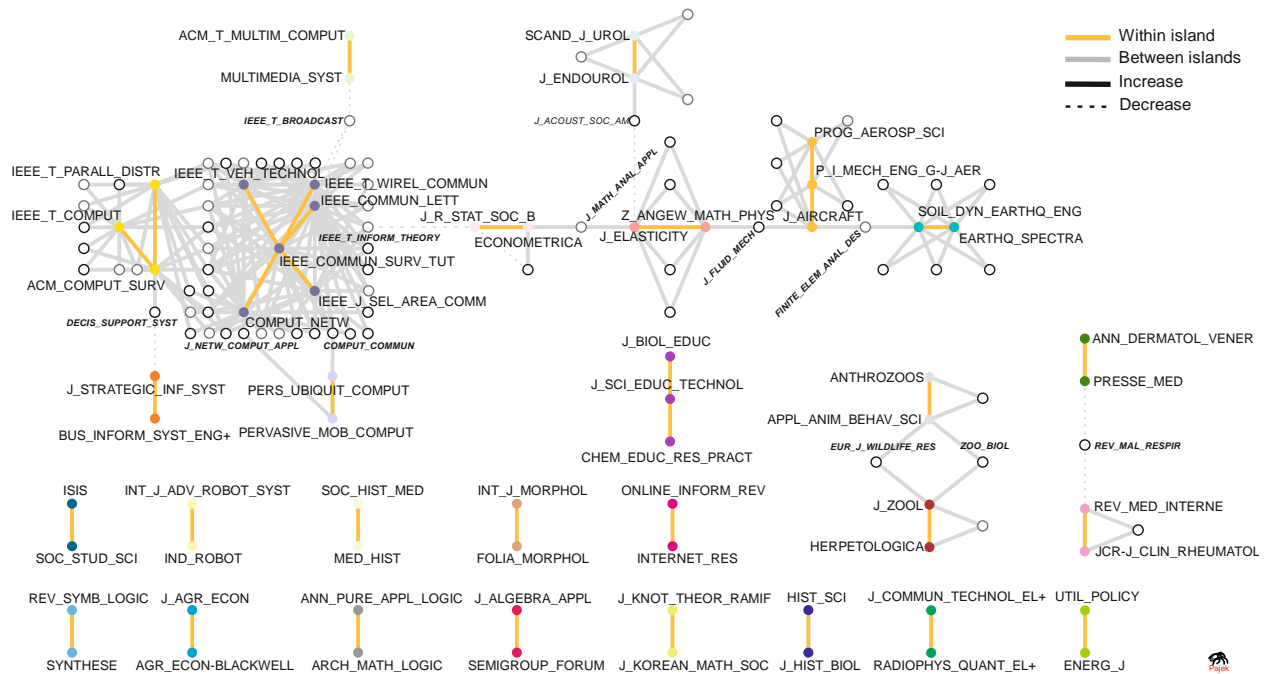 ACM_T_MULTIM_COMPUT
SCAND_J_UROL
Within island
Between islands
MULTIMEDIA_SYST
J_ENDOUROL
Increase
Decrease
IEEE_T_BROADCAST
J_ACOUST_SOC_AM
PROG_AEROSP_SCI
IEEE_T_PARALL_DISTR
IEEE_T_VEH_TECHNOL
IEEE_T_WIREL_COMMUN
J_MATH_ANAL_APPL
P_I_MECH_ENG_G-J_AER
IEEE_COMMUN_LETT
IEEE_T_COMPUT
J_R_STAT_SOC_B
Z_ANGEW_MATH_PHYS
J_AIRCRAFT
SOIL_DYN_EARTHQ_ENG
IEEE_T_INFORM_THEORY
ECONOMETRICA
J_ELASTICITY
EARTHQ_SPECTRA
IEEE_COMMUN_SURV_TUT
J_FLUID_MECH
FINITE_ELEM_ANAL_DES
ACM_COMPUT_SURV
IEEE_J_SEL_AREA_COMM
DECIS_SUPPORT_SYST
COMPUT_NETW
J_NETW_COMPUT_APPL
COMPUT_COMMUN
J_BIOL_EDUC
ANN_DERMATOL_VENER
J_STRATEGIC_INF_SYST
PERS_UBIQUIT_COMPUT
J_SCI_EDUC_TECHNOL
ANTHROZOOS
PRESSE_MED
BUS_INFORM_SYST_ENG+
PERVASIVE_MOB_COMPUT
APPL_ANIM_BEHAV_SCI
CHEM_EDUC_RES_PRACT
EUR_J_WILDLIFE_RES
ZOO_BIOL
REV_MAL_RESPIR
ISIS
INT_J_ADV_ROBOT_SYST
SOC_HIST_MED
INT_J_MORPHOL
ONLINE_INFORM_REV
J_ZOOL
REV_MED_INTERNE
SOC_STUD_SCI
IND_ROBOT
MED_HIST
FOLIA_MORPHOL
INTERNET_RES
HERPETOLOGICA
JCR-J_CLIN_RHEUMATOL
REV_SYMB_LOGIC
J_AGR_ECON
ANN_PURE_APPL_LOGIC
J_ALGEBRA_APPL
J_KNOT_THEOR_RAMIF
HIST_SCI
J_COMMUN_TECHNOL_EL+
UTIL_POLICY
SYNTHESE
AGR_ECON-BLACKWELL
ARCH_MATH_LOGIC
SEMIGROUP_FORUM
J_KOREAN_MATH_SOC
J_HIST_BIOL
RADIOPHYS_QUANT_EL+
ENERG_J
Pajek